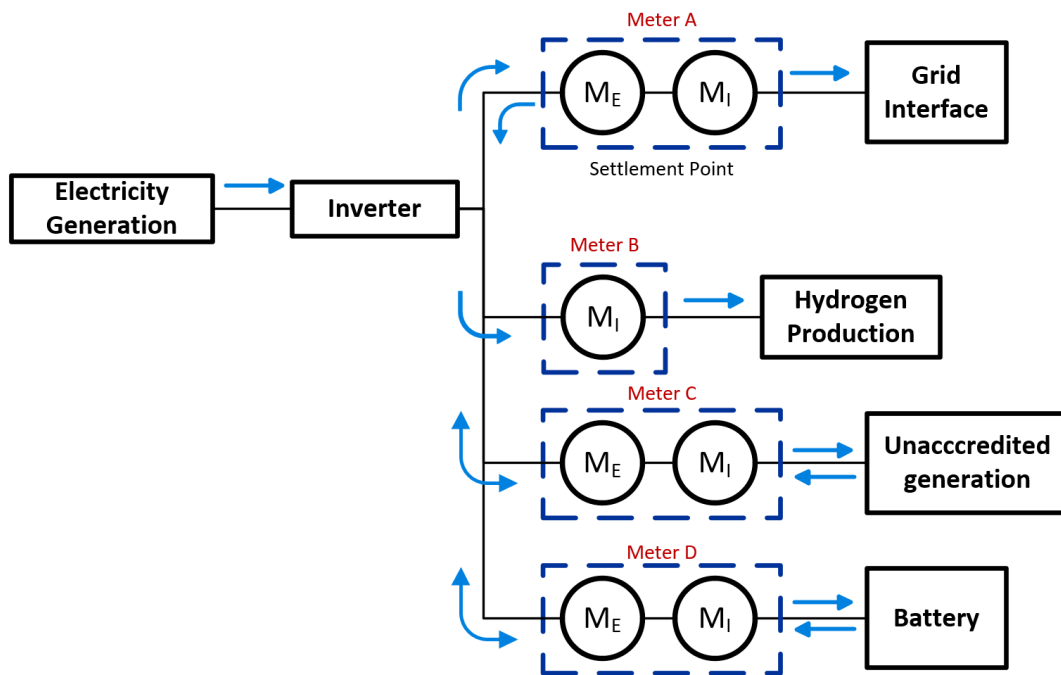 Meter A
M_E M_I
Grid
Interface
Settlement Point
Electricity
Generation
Inverter
Meter B
M_I
Hydrogen
Production
Meter C
M_E M_I
Unacccredited
generation
Meter D
M_E M_I
Battery